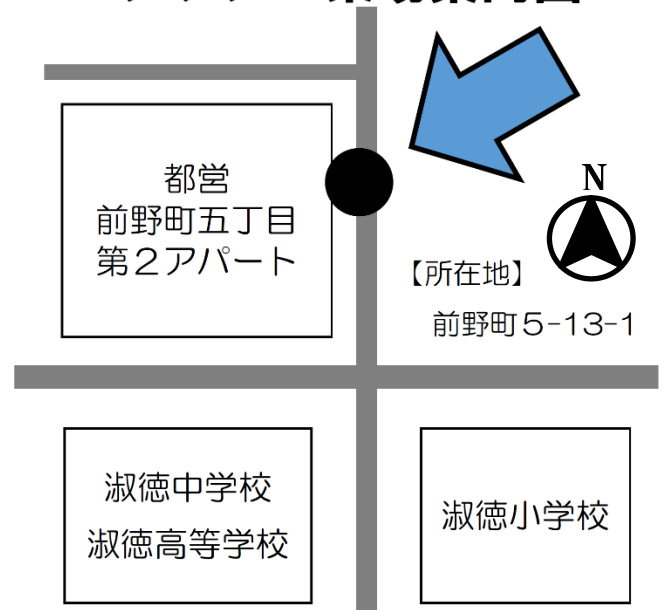 都営
前野町五丁目
第２アパート
N
【所在地】
前野町５-13-1
淑徳中学校
淑徳高等学校
淑徳小学校